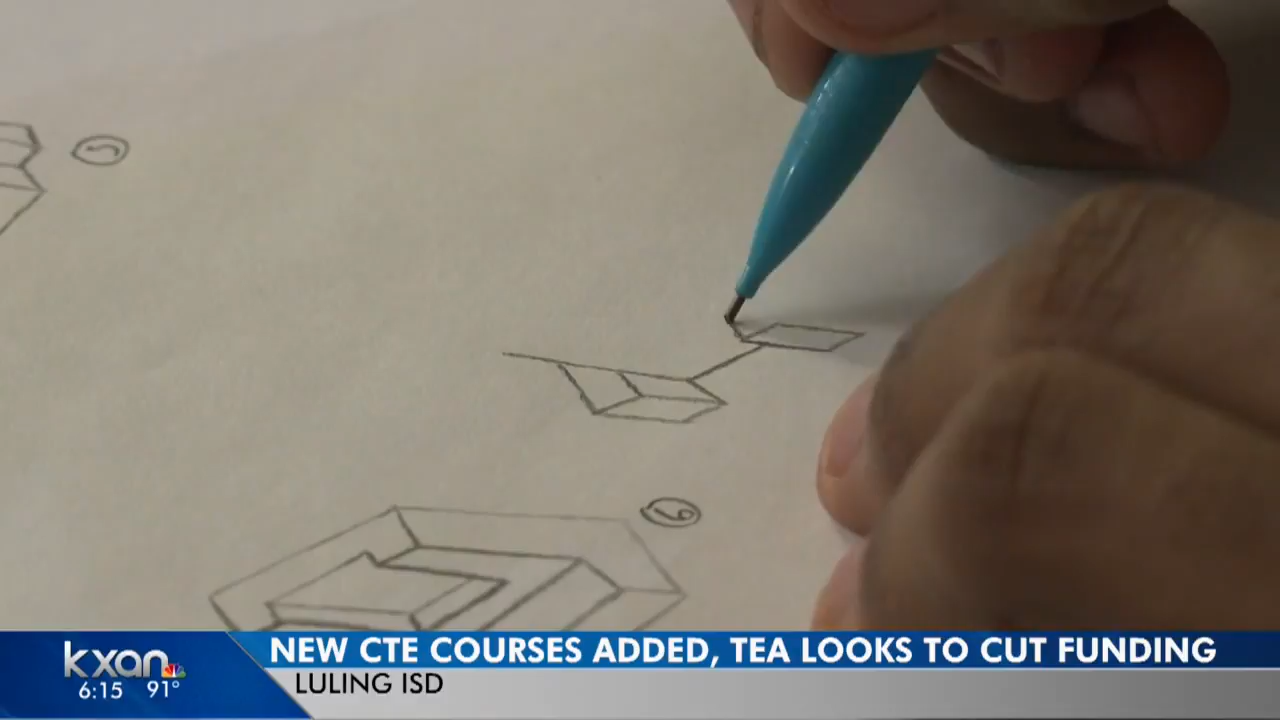 5
6
NEW CTE COURSES ADDED, TEA LOOKS TO CUT FUNDING
kxan
6:15 91°
LULING ISD